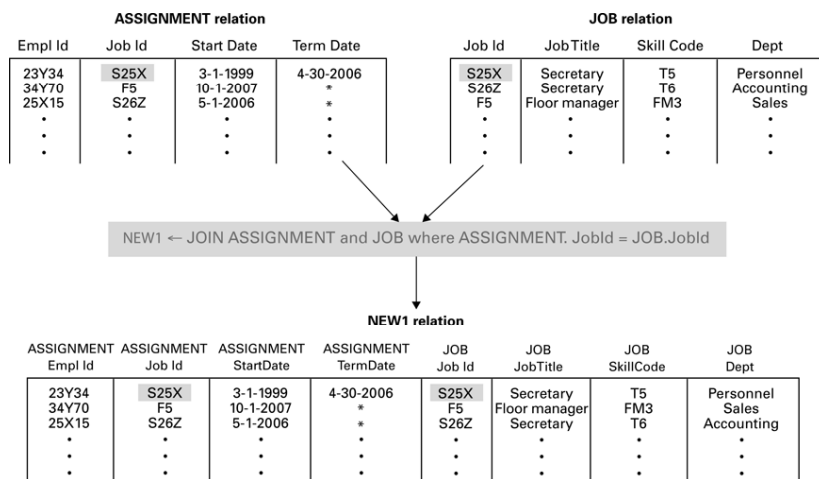 ASSIGNMENT relation JOB relation
Empl Id Job Id Start Date Term Date Job Id JobTitle Skill Code Dept
23Y34 S25X 3-1-1999 4-30-2006 S25X Secretary T5 Personnel
34Y70 F5 10-1-2007 * S26Z Secretary T6 Accounting
25X15 S26Z 5-1-2006 * F5 Floor manager FM3 Sales
NEW1 ← JOIN ASSIGNMENT and JOB where ASSIGNMENT. JobId = JOB.JobId
NEW1 relation
ASSIGNMENT ASSIGNMENT ASSIGNMENT ASSIGNMENT JOB JOB JOB JOB
Empl Id Job Id StartDate TermDate Job Id JobTitle SkillCode Dept
23Y34 S25X 3-1-1999 4-30-2006 S25X Secretary T5 Personnel
34Y70 F5 10-1-2007 * F5 Floor manager FM3 Sales
25X15 S26Z 5-1-2006 * S26Z Secretary T6 Accounting